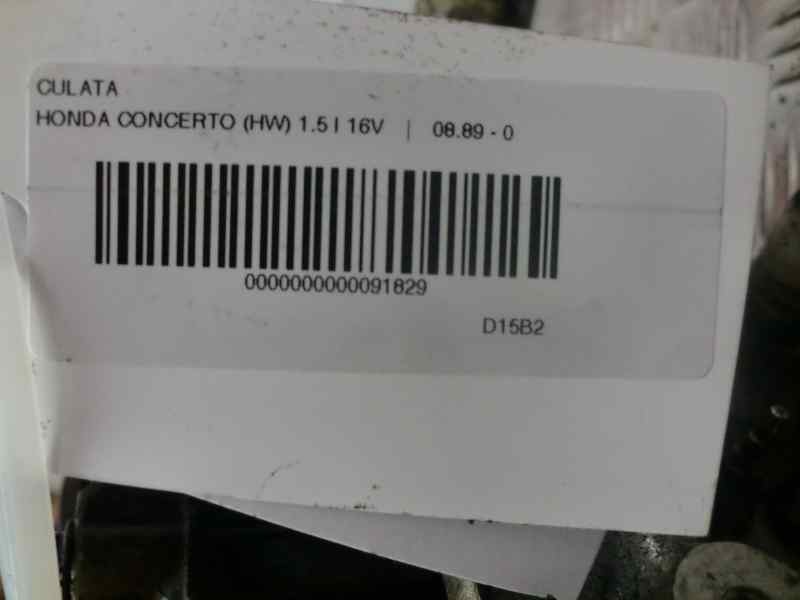 CULATA
HONDA CONCERTO (HW) 1.5 I 16V | 08.89 - 0
0000000000091829
D15B2